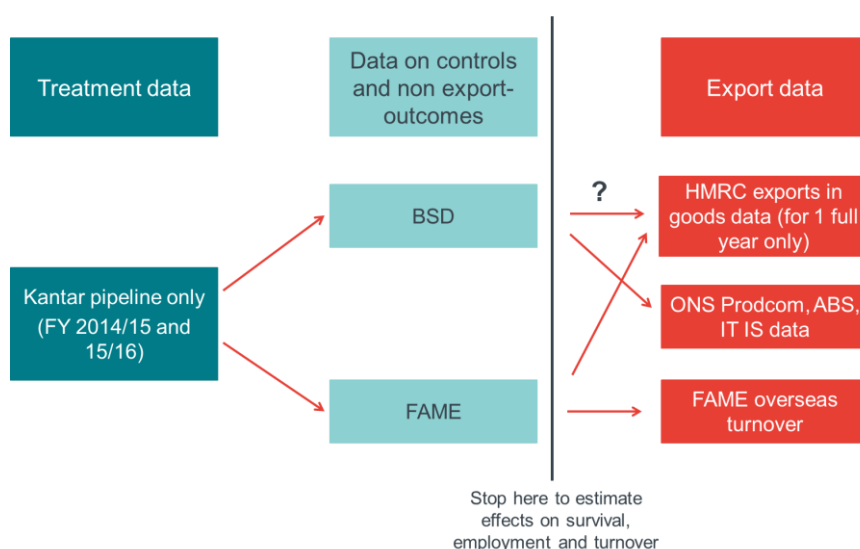 Treatment data
Data on controls
and non export-
outcomes
Export data
?
BSD
HMRC exports in
goods data (for 1 full
year only)
Kantar pipeline only
(FY 2014/15 and
15/16)
ONS Prodcom, ABS,
IT IS data
FAME
FAME overseas
turnover
Stop here to estimate
effects on survival,
employment and turnover